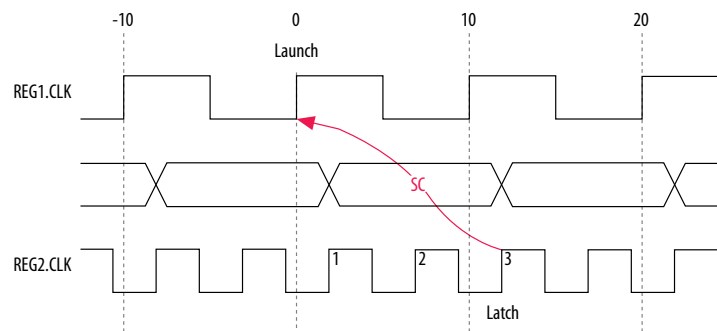 -10 0 10 20
Launch
REG1.CLK
SC
REG2.CLK 1 2 3
Latch